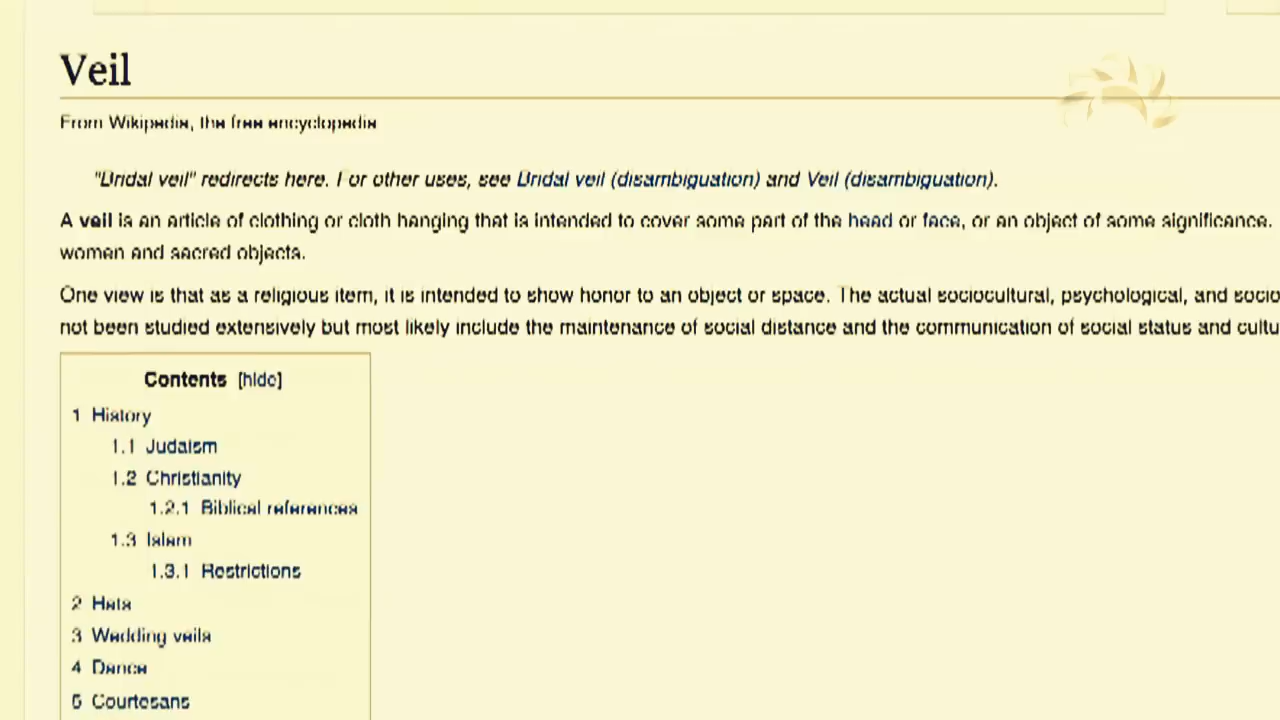 Veil
From Wikipedia, the free encyclopedia
"Bridal veil" redirects here. For other uses, see Bridal veil (disambiguation) and Veil (disambiguation).
A veil is an article of clothing or cloth hanging that is intended to cover some part of the head or face, or an object of some significance.
women and sacred objects.
One view is that as a religious item, it is intended to show honor to an object or space. The actual sociocultural, psychological, and socio
not been studied extensively but most likely include the maintenance of social distance and the communication of social status and cultu
Contents [hide]
1 History
1.1 Judaism
1.2 Christianity
1.2.1 Biblical references
1.3 Islam
1.3.1 Restrictions
2 Hats
3 Wedding veils
4 Dance
5 Courtesans